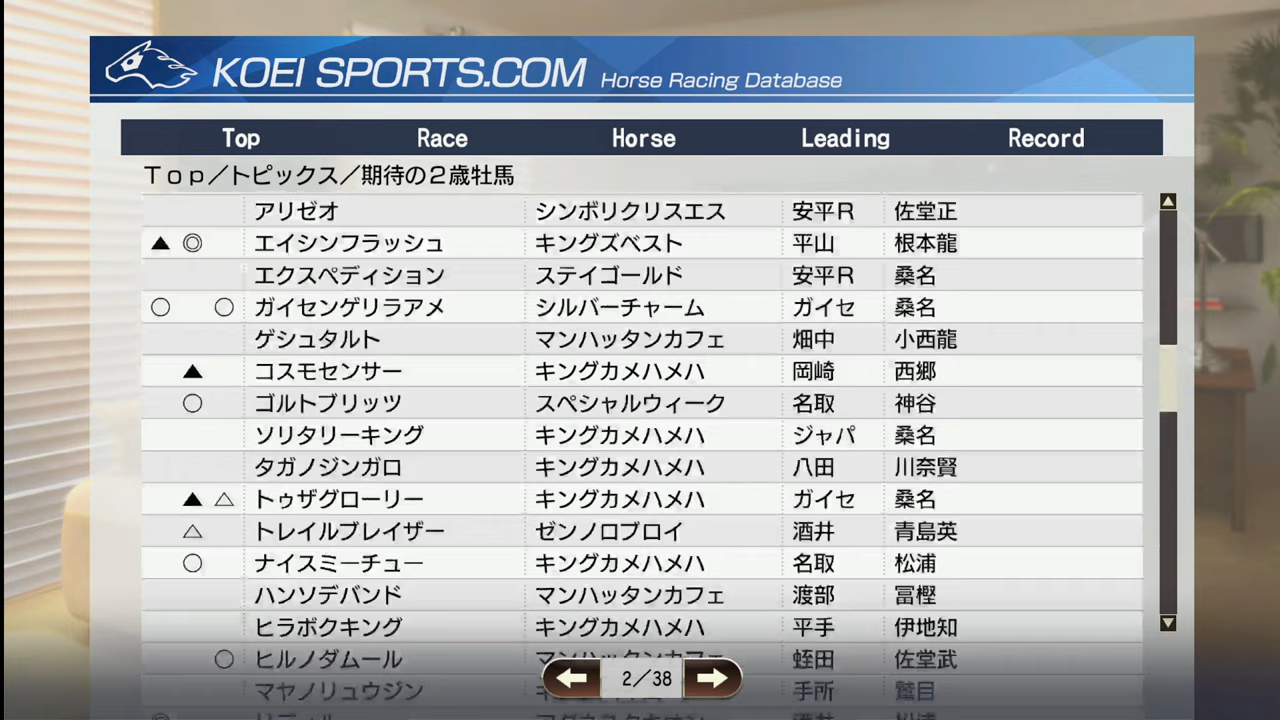 KOEI SPORTS.COM Horse Racing Database
Top Race Horse Leading Record
Top／トピックス／期待の２歳牡馬
アリゼオ シンボリクリスエス 安平R 佐堂正
▲ ◎ エイシンフラッシュ キングズベスト 平山 根本龍
エクスペディション ステイゴールド 安平R 桑名
○ ○ ガイセンゲリラアメ シルバーチャーム ガイセ 桑名
ゲシュタルト マンハッタンカフェ 畑中 小西龍
▲ コスモセンサー キングカメハメハ 岡崎 西郷
○ ゴルトブリッツ スペシャルウィーク 名取 神谷
ソリタリーキング キングカメハメハ ジャパ 桑名
タガノジンガロ キングカメハメハ 八田 川奈賢
▲ △ トゥザグローリー キングカメハメハ ガイセ 桑名
△ トレイルブレイザー ゼンノロブロイ 酒井 青島英
○ ナイスミーチュー キングカメハメハ 名取 松浦
ハンソデバンド マンハッタンカフェ 渡部 冨樫
ヒラボクキング キングカメハメハ 平手 伊地知
○ ヒルノダムール マンハッタンカフェ 蛭田 佐堂武
マヤノリュウジン 手所 鷲目
2／38